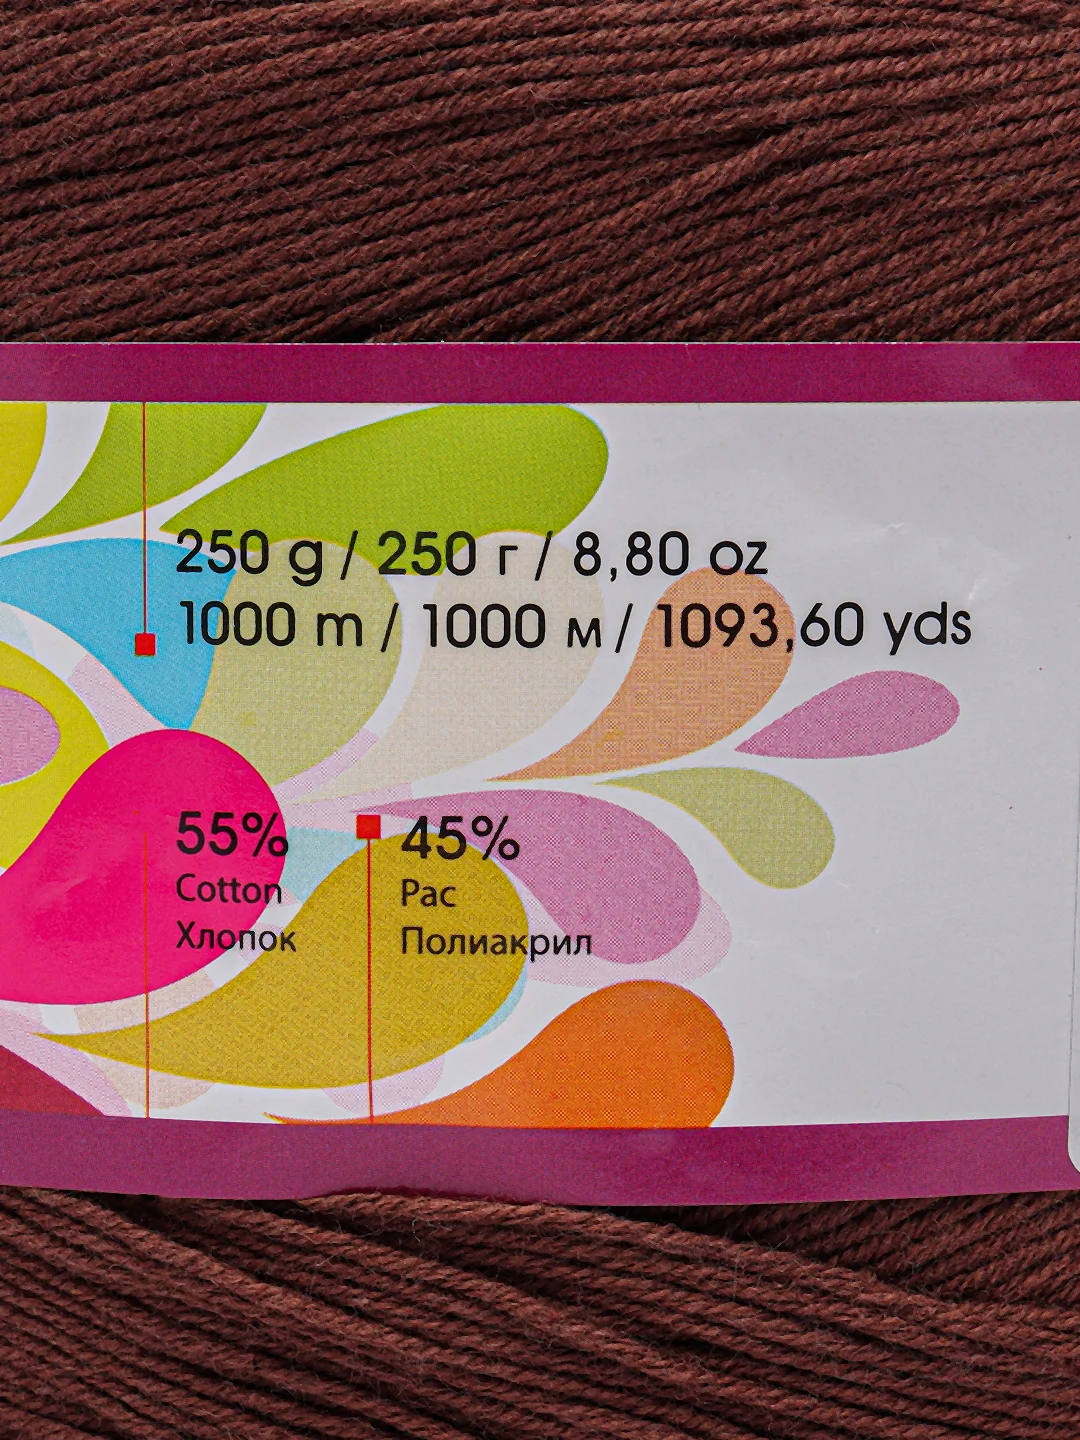 250 g / 250 г / 8,80 oz
1000 m / 1000 м / 1093,60 yds
55% 45%
Cotton Pac
Хлопок Полиакрил